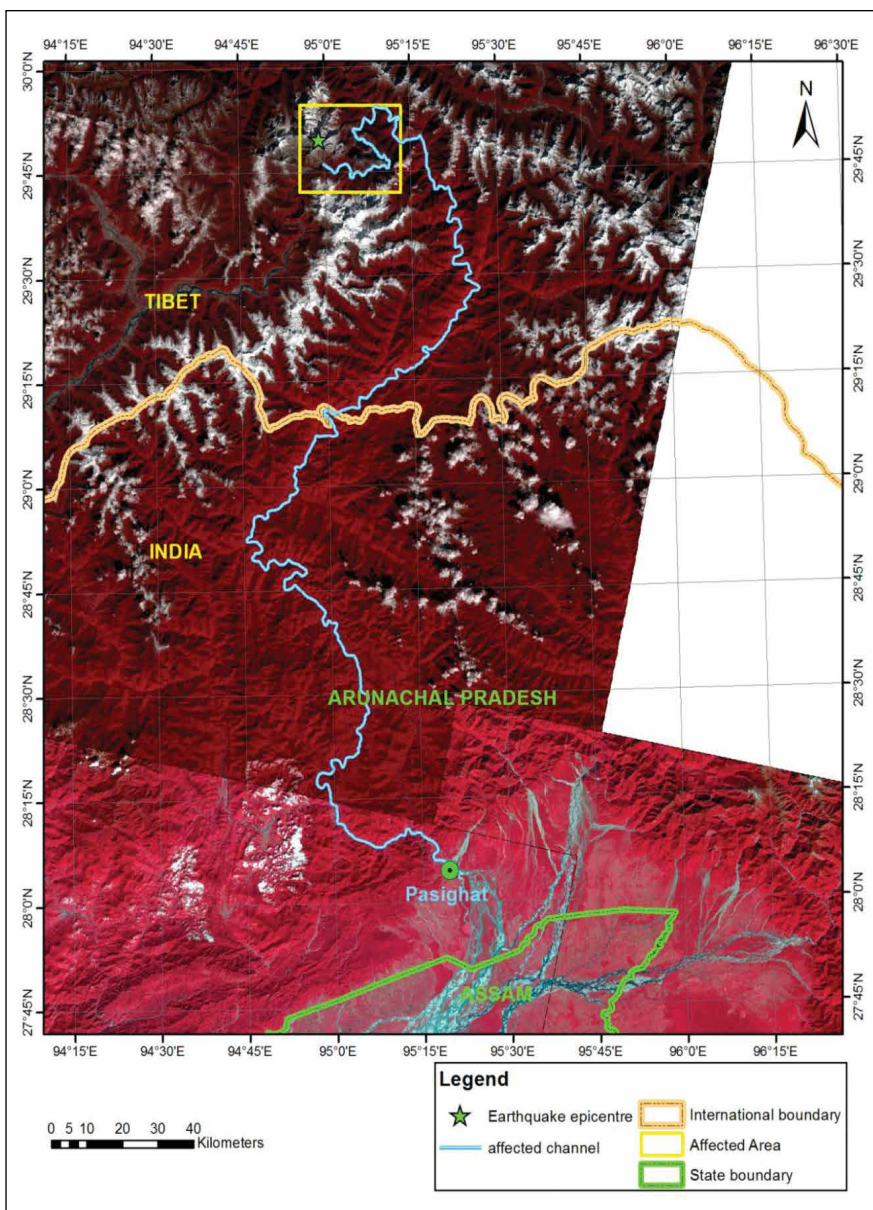 94°15'E 94°30'E 94°45'E 95°0'E 95°15'E 95°30'E 95°45'E 96°0'E 96°15'E 96°30'E
30°0'N
N
29°45'N
29°45'N
29°30'N
29°30'N
TIBET
29°15'N
29°15'N
29°0'N
29°0'N
INDIA
28°45'N
28°45'N
28°30'N
28°30'N
ARUNACHAL PRADESH
28°15'N
28°15'N
Pasighat
28°0'N
28°0'N
ASSAM
27°45'N
27°45'N
94°15'E 94°30'E 94°45'E 95°0'E 95°15'E 95°30'E 95°45'E 96°0'E 96°15'E
Legend
Earthquake epicentre
International boundary
affected channel
Affected Area
State boundary
0 5 10 20 30 40
Kilometers